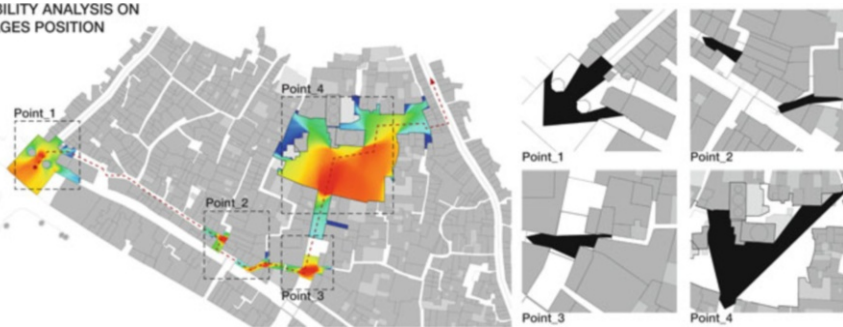 BILITY ANALYSIS ON
GES POSITION
Point_1
Point_2
Point_3
Point_4
Point_1
Point_2
Point_3
Point_4